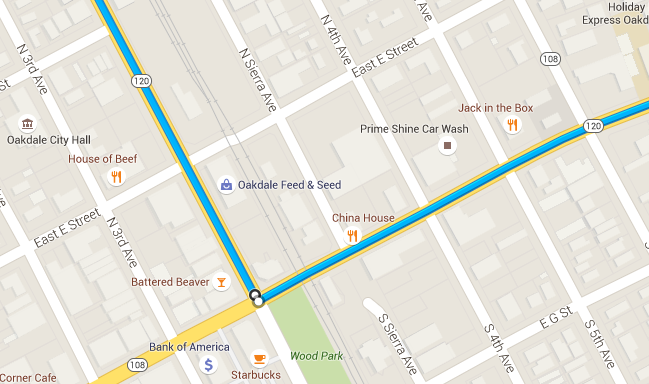 Holiday
Express Oakd
N 4th Ave
Ave
N 3rd Ave
N Sierra Ave
East E Street
108
120
St
Jack in the Box
120
Oakdale City Hall
Prime Shine Car Wash
House of Beef
Oakdale Feed & Seed
East E Street
N 3rd Ave
China House
Battered Beaver
E G St
S Sierra Ave
S 4th Ave
S 5th Ave
Bank of America
Wood Park
108
Starbucks
Corner Cafe